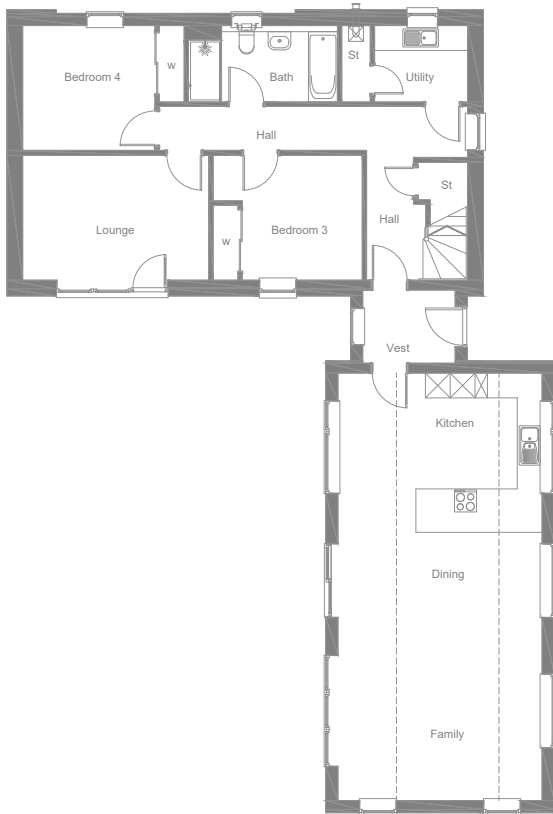 St
Bedroom 4
w
Bath
Utility
Hall
St
Lounge
w
Bedroom 3
Hall
Vest
Kitchen
Dining
Family